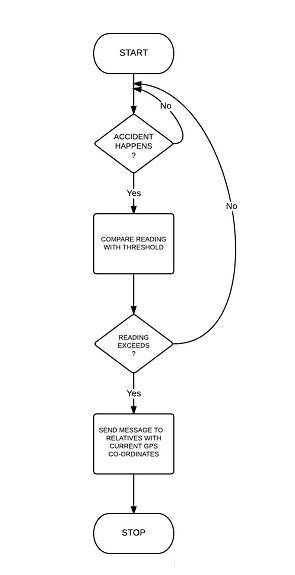 START
No
ACCIDENT
HAPPENS
?
Yes
No
COMPARE READING
WITH THRESHOLD
READING
EXCEEDS
?
Yes
SEND MESSAGE TO
RELATIVES WITH
CURRENT GPS
CO-ORDINATES
STOP